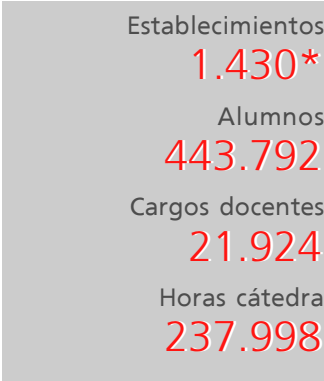 Establecimientos
1.430*
Alumnos
443.792
Cargos docentes
21.924
Horas cátedra
237.998